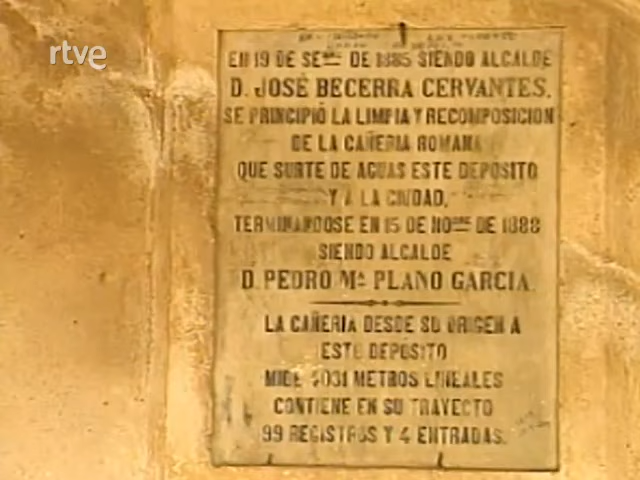 rtve
EN 19 DE SEBRE DE 1885 SIENDO ALCALDE
D. JOSÉ BECERRA CERVANTES,
SE PRINCIPIÓ LA LIMPIA Y RECOMPOSICION
DE LA CAÑERIA ROMANA
QUE SURTE DE AGUAS ESTE DEPOSITO
Y A LA CIUDAD,
TERMINANDOSE EN 15 DE NOBRE DE 1888
SIENDO ALCALDE
D. PEDRO Mª PLANO GARCIA.
LA CAÑERIA DESDE SU ORIGEN A
ESTE DEPOSITO
MIDE METROS LINEALES
CONTIENE EN SU TRAYECTO
99 REGISTROS Y 4 ENTRADAS.